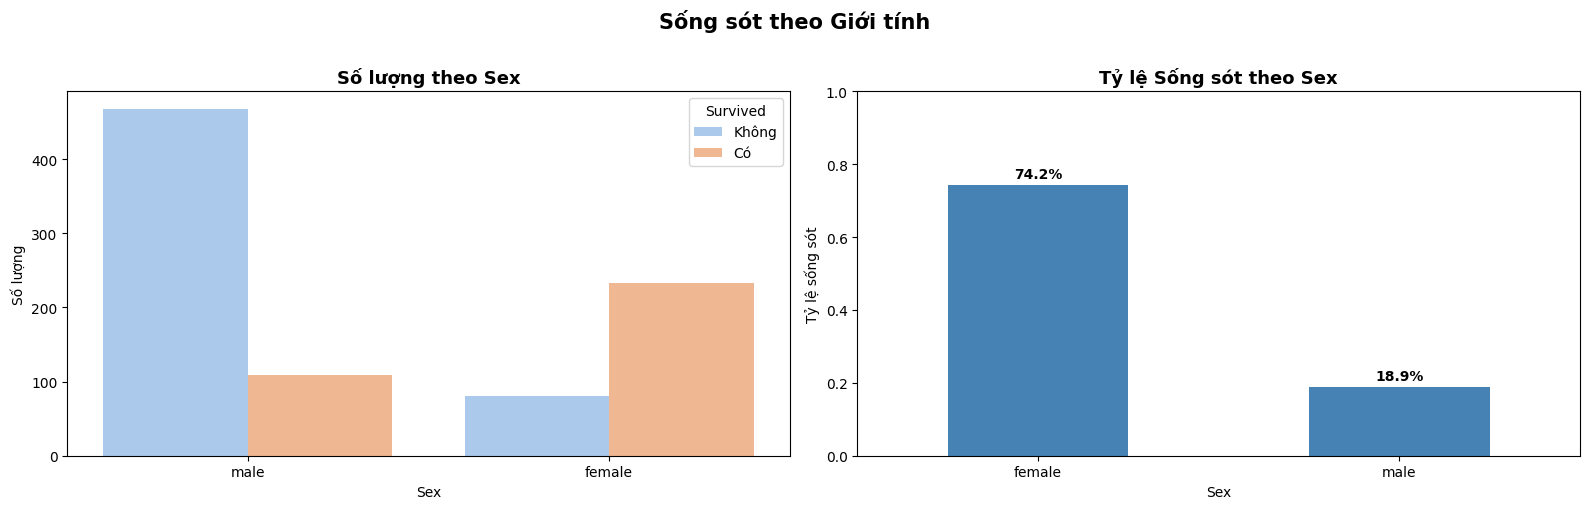 Sống sót theo Giới tính
Số lượng theo Sex
Số lượng
400
300
200
100
0
Survived
Không
Có
male
female
Sex
Tỷ lệ Sống sót theo Sex
Tỷ lệ sống sót
1.0
0.8
0.6
0.4
0.2
0.0
74.2%
18.9%
female
male
Sex